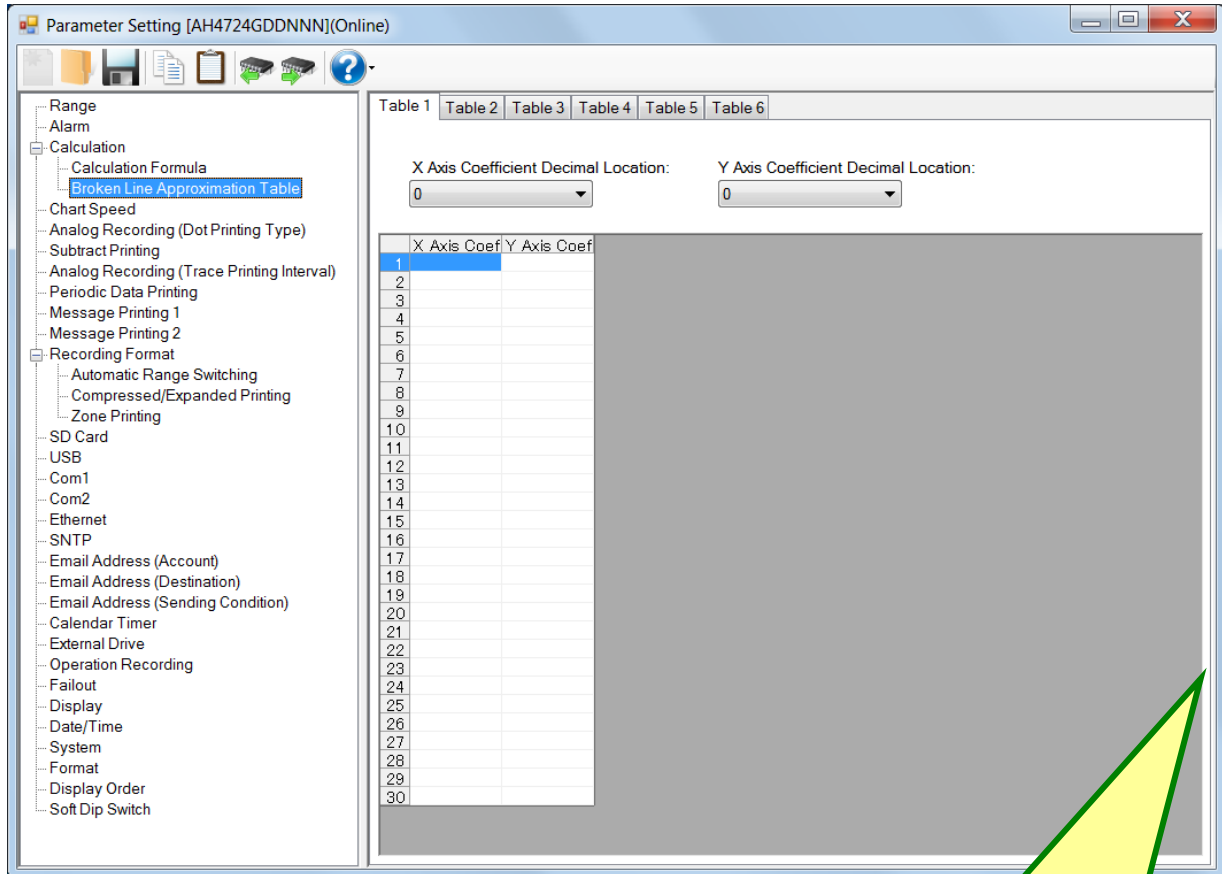 Parameter Setting [AH4724GDDNNN](Online)
Range
Alarm
Calculation
Calculation Formula
Broken Line Approximation Table
Chart Speed
Analog Recording (Dot Printing Type)
Subtract Printing
Analog Recording (Trace Printing Interval)
Periodic Data Printing
Message Printing 1
Message Printing 2
Recording Format
Automatic Range Switching
Compressed/Expanded Printing
Zone Printing
SD Card
USB
Com1
Com2
Ethernet
SNTP
Email Address (Account)
Email Address (Destination)
Email Address (Sending Condition)
Calendar Timer
External Drive
Operation Recording
Failout
Display
Date/Time
System
Format
Display Order
Soft Dip Switch
Table 1 Table 2 Table 3 Table 4 Table 5 Table 6
X Axis Coefficient Decimal Location: Y Axis Coefficient Decimal Location:
0 0
X Axis Coef Y Axis Coef
1
2
3
4
5
6
7
8
9
10
11
12
13
14
15
16
17
18
19
20
21
22
23
24
25
26
27
28
29
30